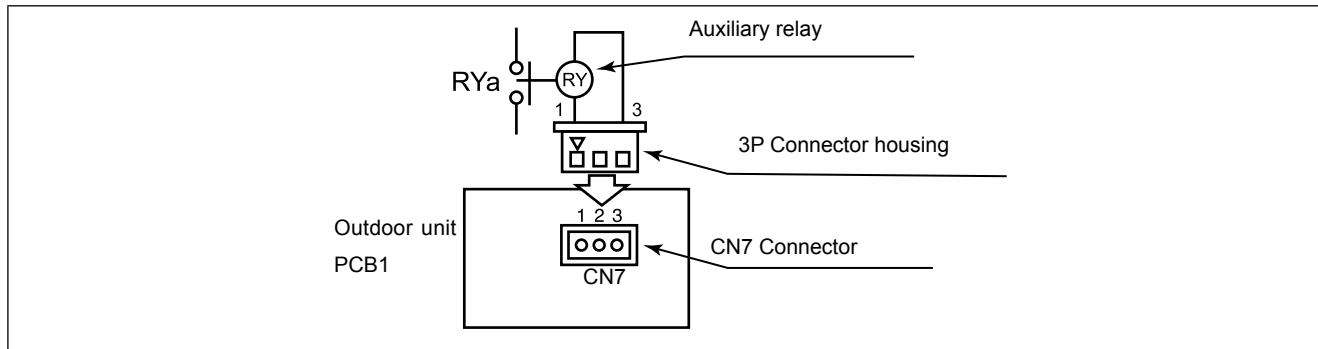 Auxiliary relay
RYa
RY
1 3
3P Connector housing
1 2 3
Outdoor unit
PCB1
CN7 Connector
CN7